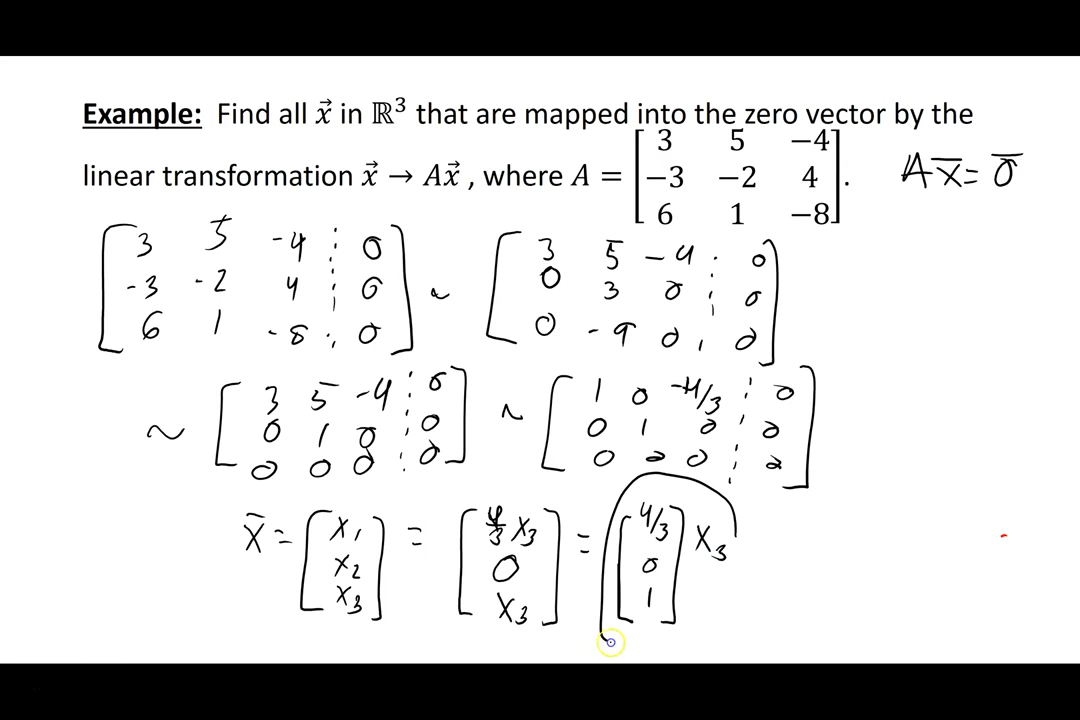 Example: Find all x⃗ in ℝ³ that are mapped into the zero vector by the
linear transformation x⃗ → Ax⃗ , where A = [3 5 −4; −3 −2 4; 6 1 −8]. Ax̄ = 0̄
[3 5 -4 ⋮ 0; -3 -2 4 ⋮ 0; 6 1 -8 ⋮ 0] ~ [3 5 -4 ⋮ 0; 0 3 0 ⋮ 0; 0 -9 0 ⋮ 0]
~ [3 5 -4 ⋮ 0; 0 1 0 ⋮ 0; 0 0 0 ⋮ 0] ~ [1 0 -4/3 ⋮ 0; 0 1 0 ⋮ 0; 0 0 0 ⋮ 0]
x̄ = [x₁; x₂; x₃] = [4/3 x₃; 0; x₃] = [4/3; 0; 1] x₃